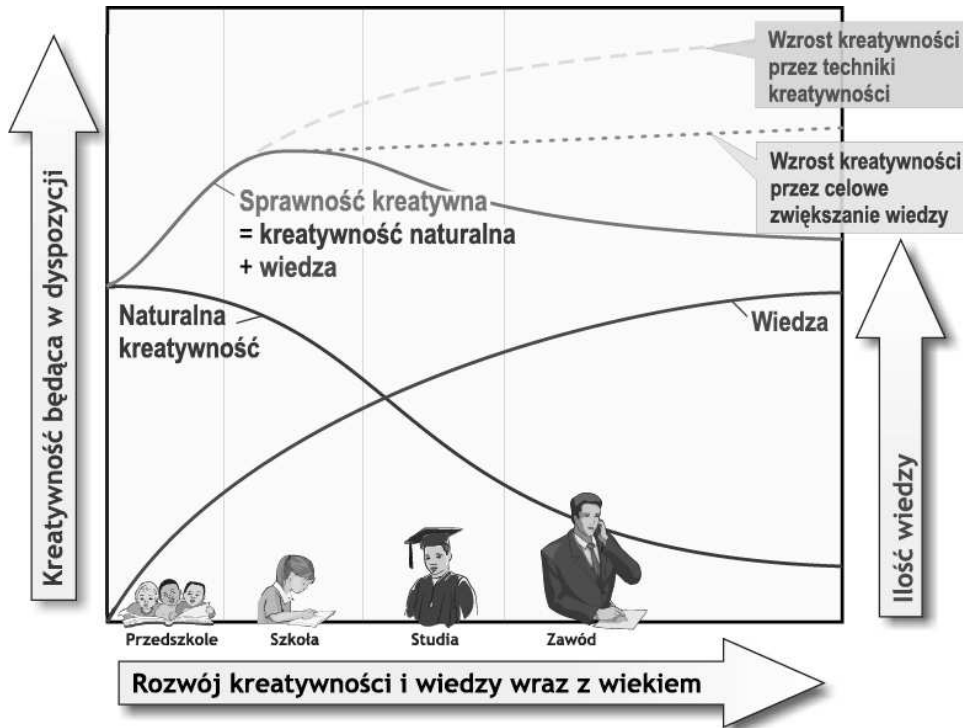 Kreatywność będąca w dyspozycji
Wzrost kreatywności
przez techniki
kreatywności
Wzrost kreatywności
przez celowe
zwiększanie wiedzy
Sprawność kreatywna
= kreatywność naturalna
+ wiedza
Naturalna
kreatywność
Wiedza
Ilość wiedzy
Przedszkole
Szkoła
Studia
Zawód
Rozwój kreatywności i wiedzy wraz z wiekiem